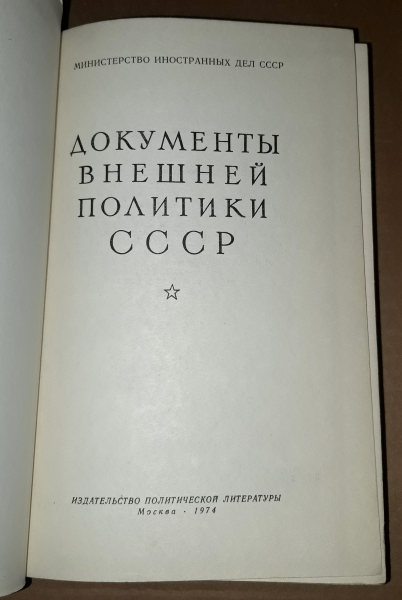 МИНИСТЕРСТВО ИНОСТРАННЫХ ДЕЛ СССР
ДОКУМЕНТЫ
ВНЕШНЕЙ
ПОЛИТИКИ
СССР
ИЗДАТЕЛЬСТВО ПОЛИТИЧЕСКОЙ ЛИТЕРАТУРЫ
Москва · 1974